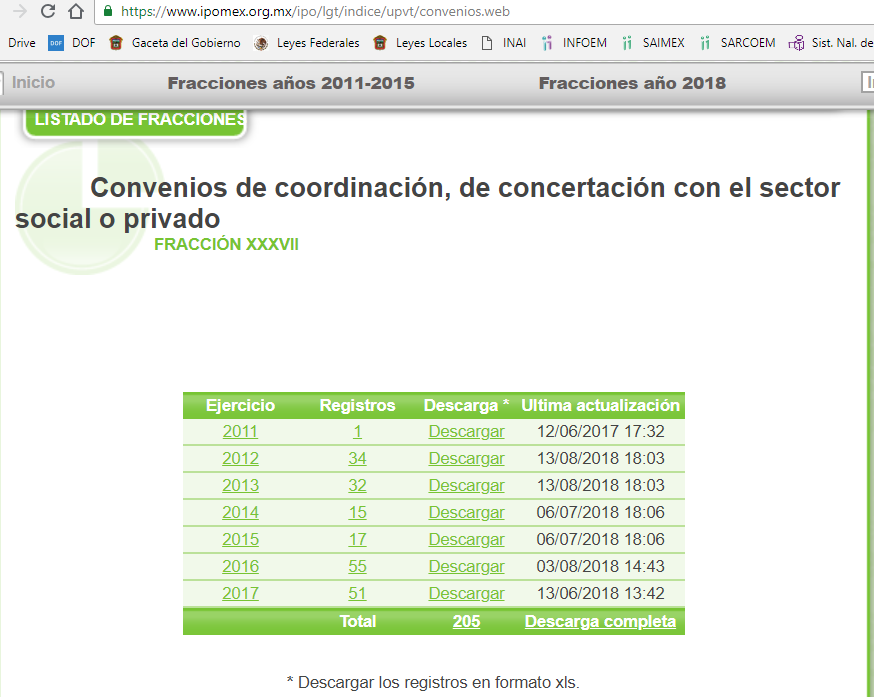 https://www.ipomex.org.mx/ipo/lgt/indice/upvt/convenios.web
Drive DOF DOF Gaceta del Gobierno Leyes Federales Leyes Locales INAI INFOEM SAIMEX SARCOEM Sist. Nal. de
Inicio Fracciones años 2011-2015 Fracciones año 2018
LISTADO DE FRACCIONES
Convenios de coordinación, de concertación con el sector
social o privado
FRACCIÓN XXXVII
Ejercicio Registros Descarga * Ultima actualización
2011 1 Descargar 12/06/2017 17:32
2012 34 Descargar 13/08/2018 18:03
2013 32 Descargar 13/08/2018 18:03
2014 15 Descargar 06/07/2018 18:06
2015 17 Descargar 06/07/2018 18:06
2016 55 Descargar 03/08/2018 14:43
2017 51 Descargar 13/06/2018 13:42
Total 205 Descarga completa
* Descargar los registros en formato xls.